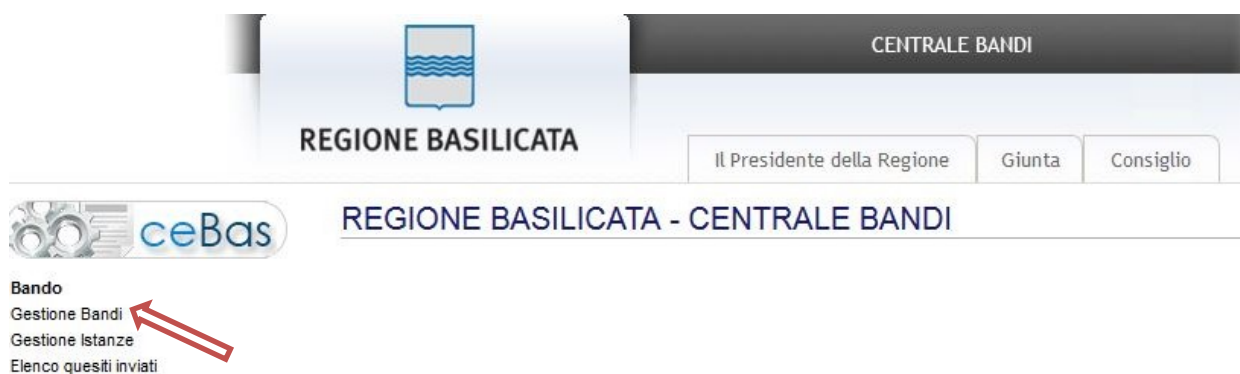 CENTRALE BANDI
REGIONE BASILICATA
Il Presidente della Regione
Giunta
Consiglio
ceBas
REGIONE BASILICATA - CENTRALE BANDI
Bando
Gestione Bandi
Gestione Istanze
Elenco quesiti inviati